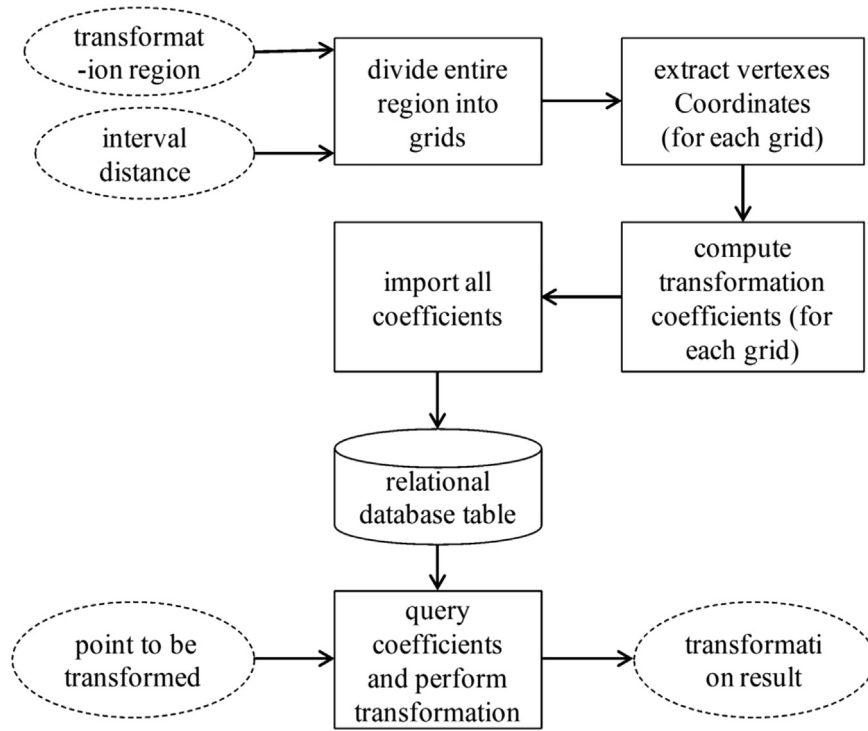 transformat
-ion region
interval
distance
divide entire
region into
grids
extract vertexes
Coordinates
(for each grid)
compute
transformation
coefficients (for
each grid)
import all
coefficients
relational
database table
point to be
transformed
query
coefficients
and perform
transformation
transformati
on result